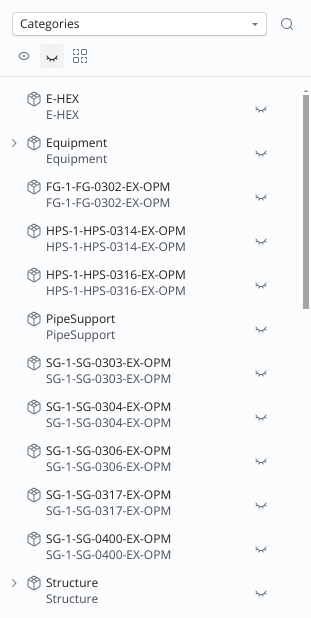 Categories
E-HEX
E-HEX
Equipment
Equipment
FG-1-FG-0302-EX-OPM
FG-1-FG-0302-EX-OPM
HPS-1-HPS-0314-EX-OPM
HPS-1-HPS-0314-EX-OPM
HPS-1-HPS-0316-EX-OPM
HPS-1-HPS-0316-EX-OPM
PipeSupport
PipeSupport
SG-1-SG-0303-EX-OPM
SG-1-SG-0303-EX-OPM
SG-1-SG-0304-EX-OPM
SG-1-SG-0304-EX-OPM
SG-1-SG-0306-EX-OPM
SG-1-SG-0306-EX-OPM
SG-1-SG-0317-EX-OPM
SG-1-SG-0317-EX-OPM
SG-1-SG-0400-EX-OPM
SG-1-SG-0400-EX-OPM
Structure
Structure